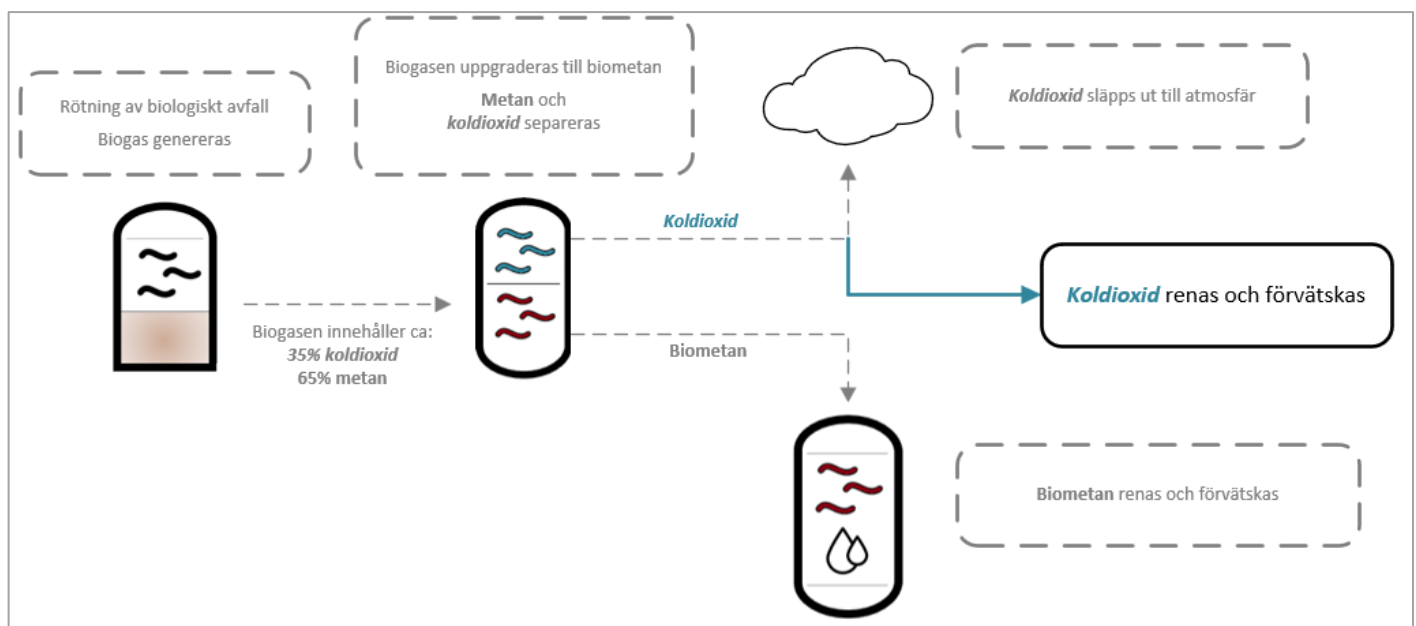 Rötning av biologiskt avfall
Biogas genereras
Biogasen uppgraderas till biometan
Metan och
koldioxid separeras
Koldioxid släpps ut till atmosfär
Koldioxid
Koldioxid renas och förvätskas
Biogasen innehåller ca:
35% koldioxid
65% metan
Biometan
Biometan renas och förvätskas